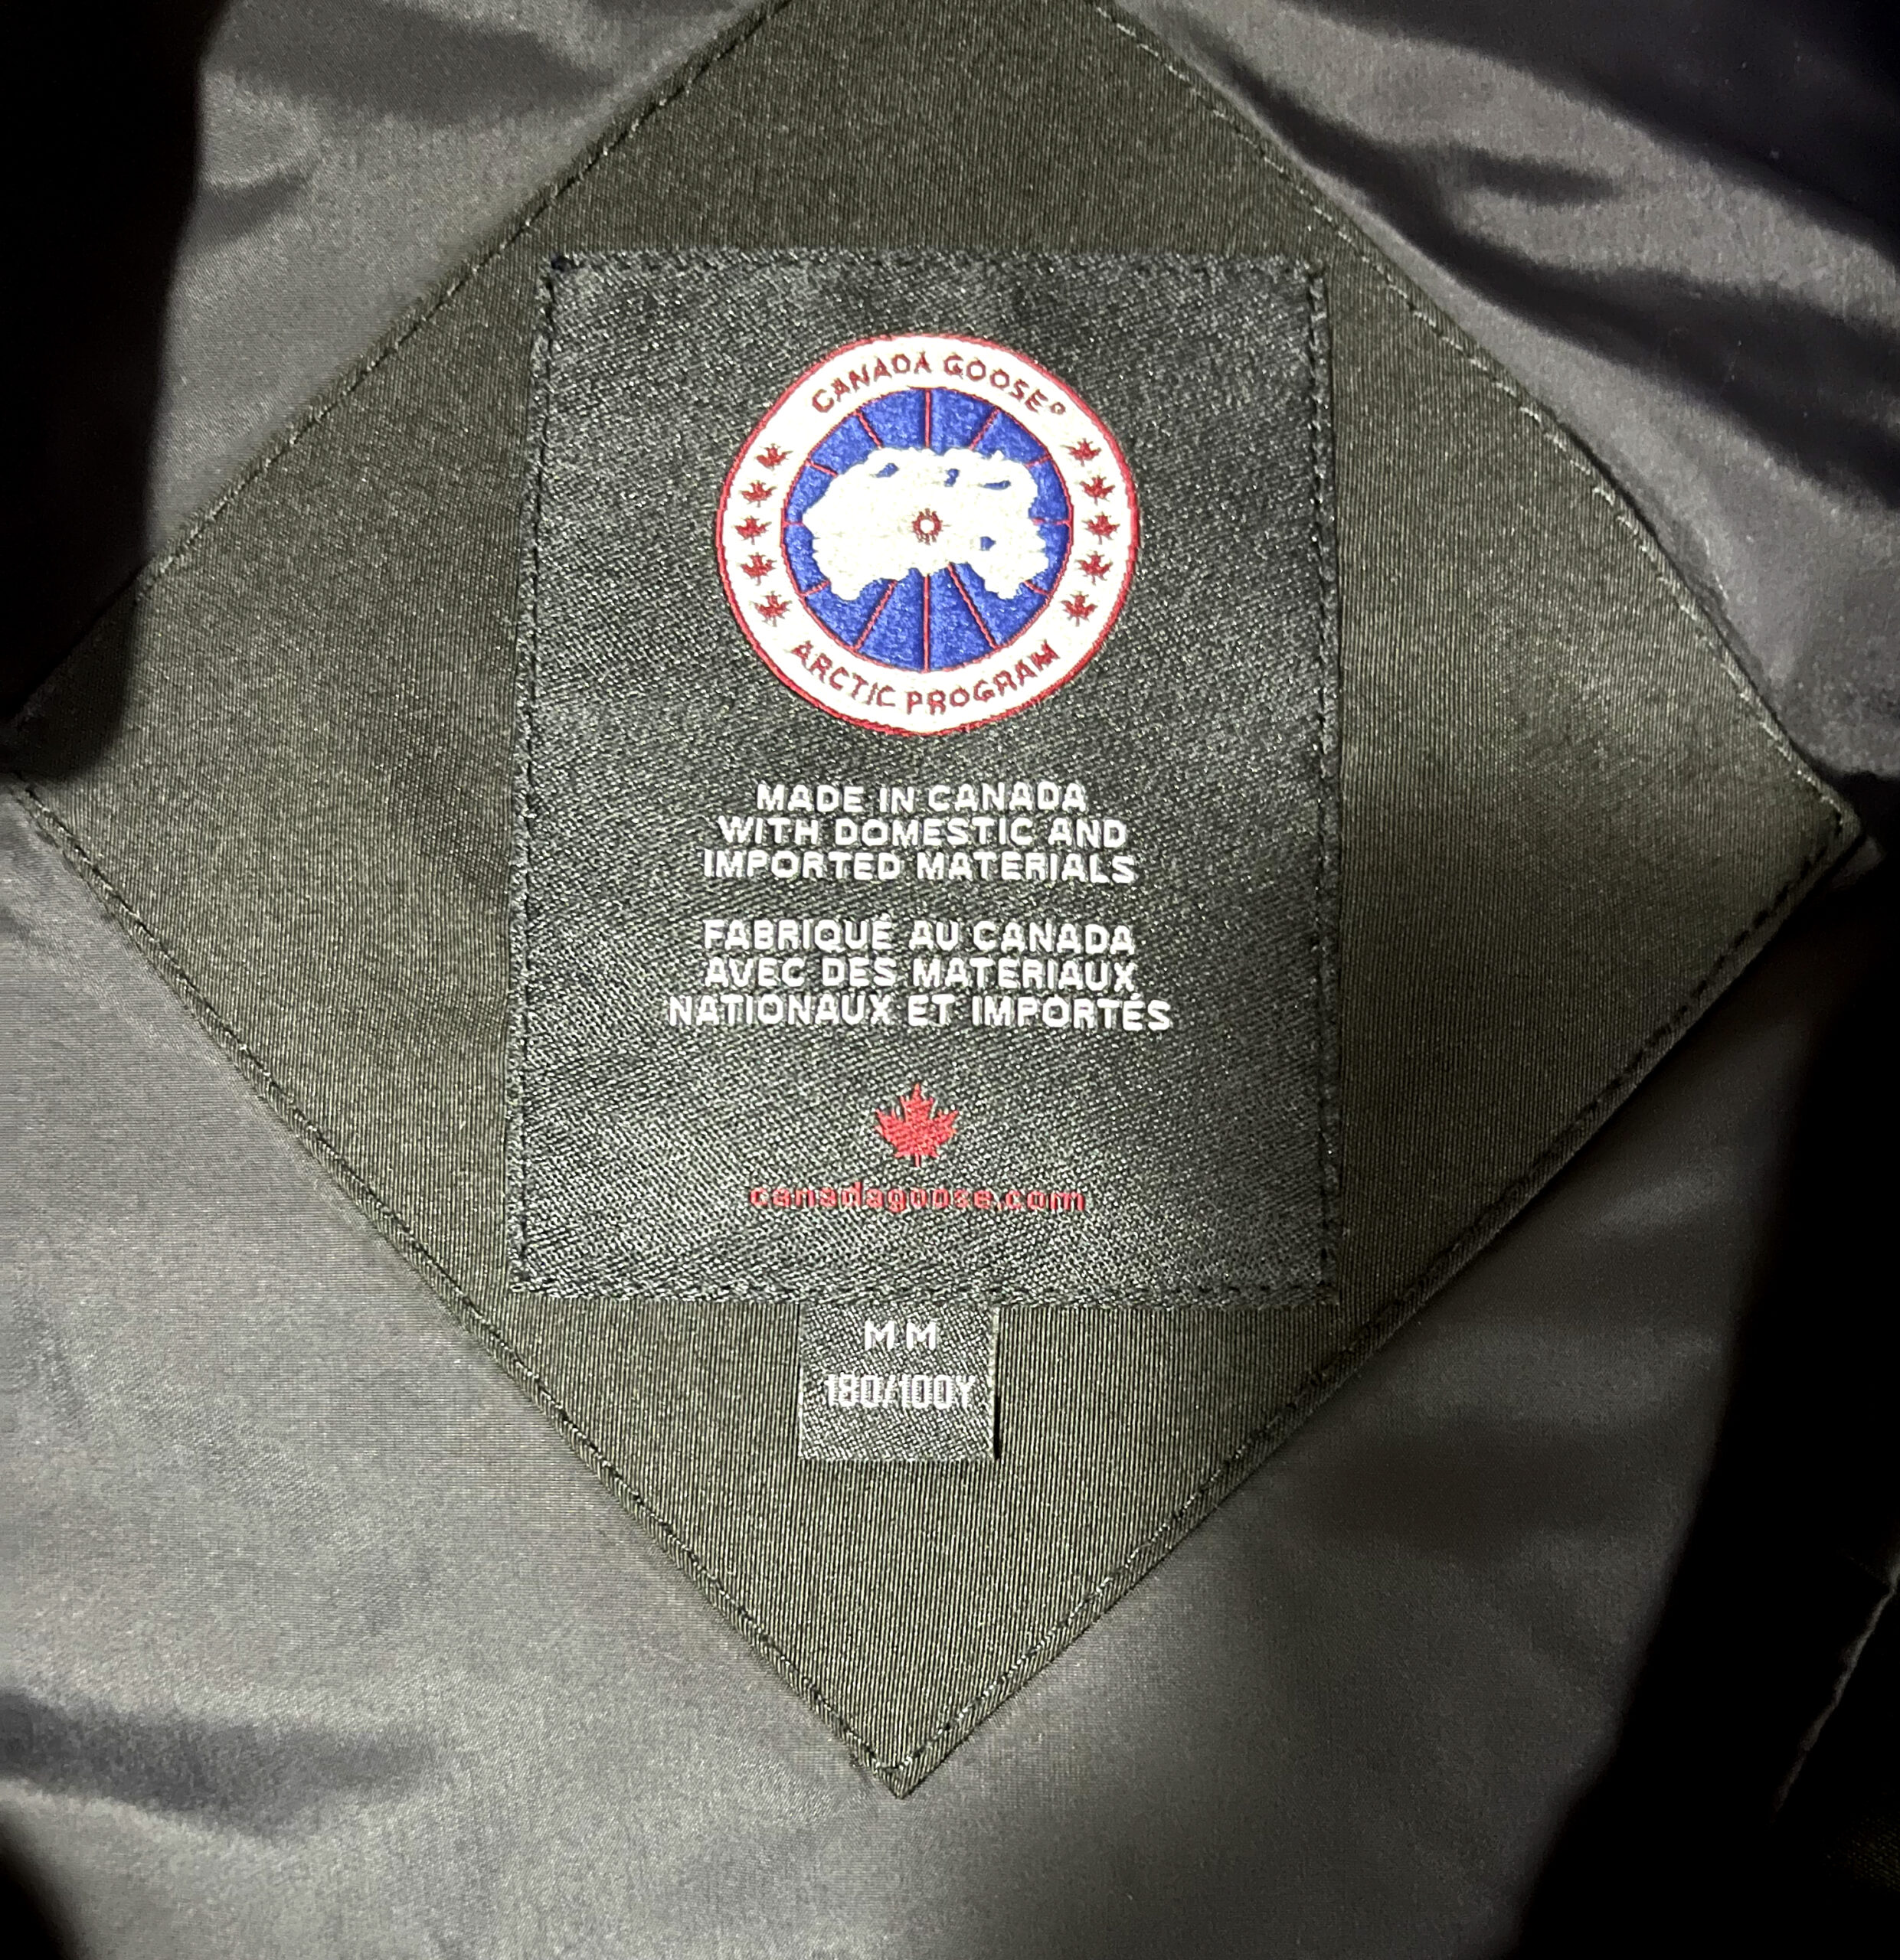 CANADA GOOSE®
ARCTIC PROGRAM
MADE IN CANADA
WITH DOMESTIC AND
IMPORTED MATERIALS
FABRIQUÉ AU CANADA
AVEC DES MATERIAUX
NATIONAUX ET IMPORTÉS
canadagoose.com
M M
180/100Y